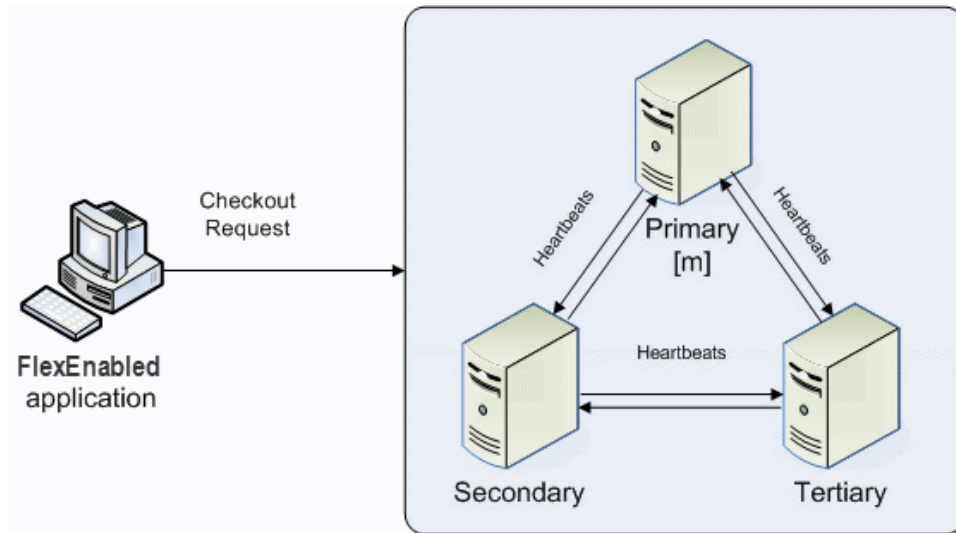 Checkout
Request
FlexEnabled
application
Heartbeats
Primary
[m]
Heartbeats
Heartbeats
Secondary
Tertiary